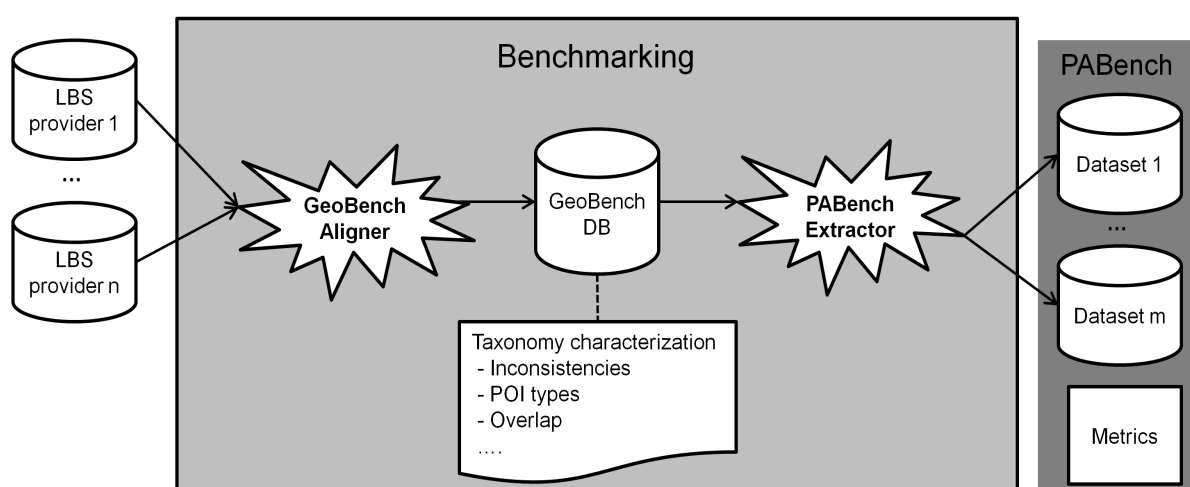 Benchmarking
PABench
LBS
provider 1
...
LBS
provider n
GeoBench
Aligner
GeoBench
DB
PABench
Extractor
Dataset 1
...
Dataset m
Metrics
Taxonomy characterization
- Inconsistencies
- POI types
- Overlap
....